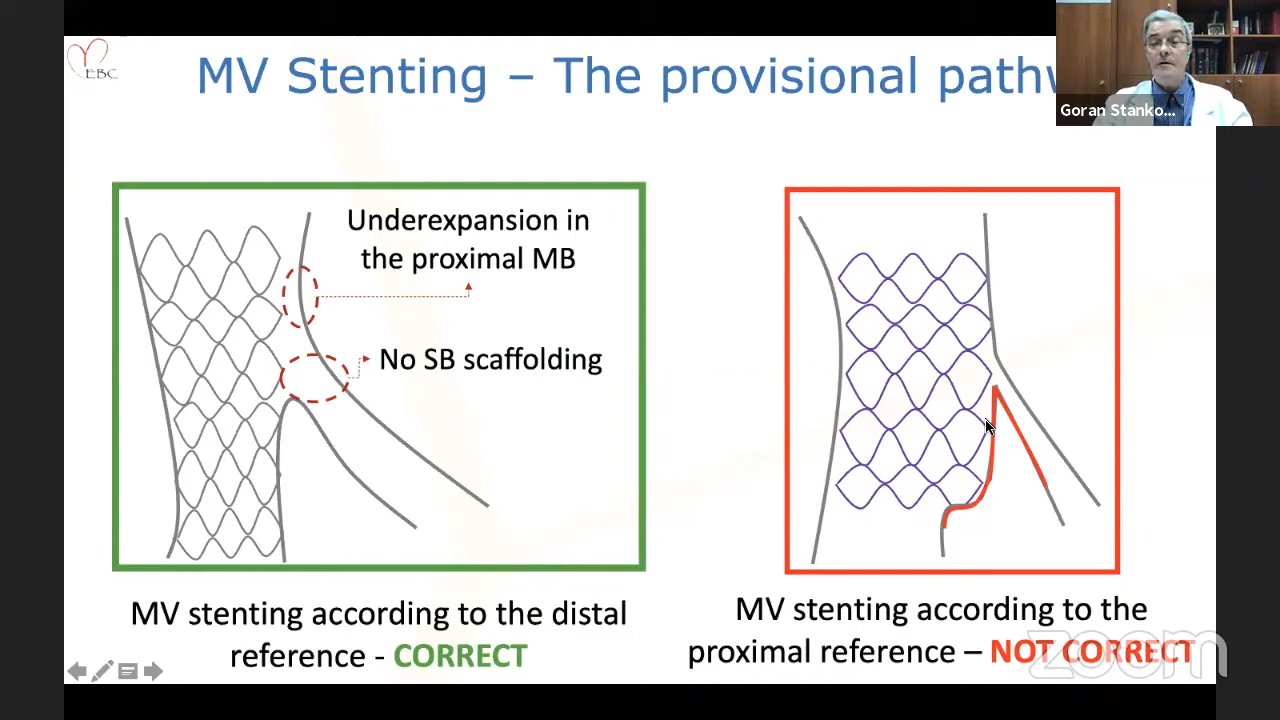 EBC
MV Stenting – The provisional pathw
Goran Stanko...
Underexpansion in
the proximal MB
No SB scaffolding
MV stenting according to the distal
reference - CORRECT
MV stenting according to the
proximal reference – NOT CORRECT
zoom